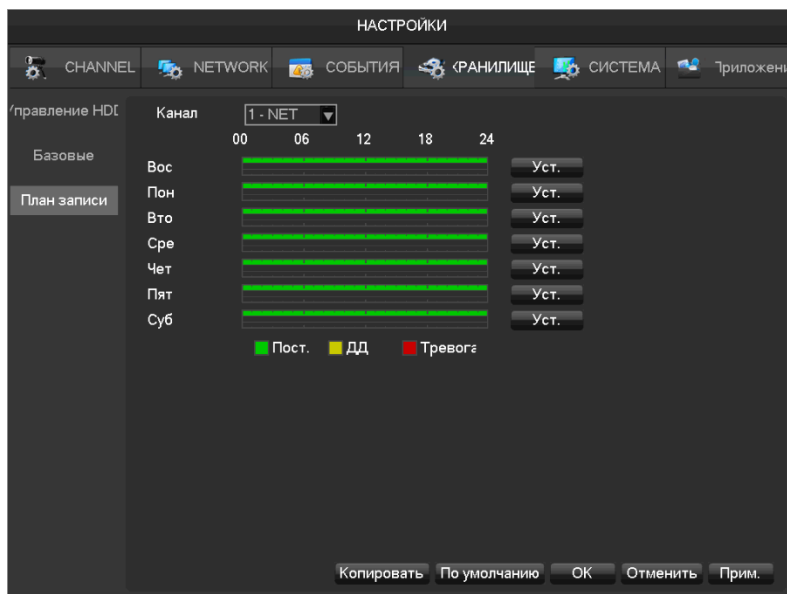 НАСТРОЙКИ
CHANNEL NETWORK СОБЫТИЯ ХРАНИЛИЩЕ СИСТЕМА Приложени
Управление HDD
Базовые
План записи
Канал 1 - NET
00 06 12 18 24
Вос Уст.
Пон Уст.
Вто Уст.
Сре Уст.
Чет Уст.
Пят Уст.
Суб Уст.
Пост. ДД Тревога
Копировать По умолчанию OK Отменить Прим.